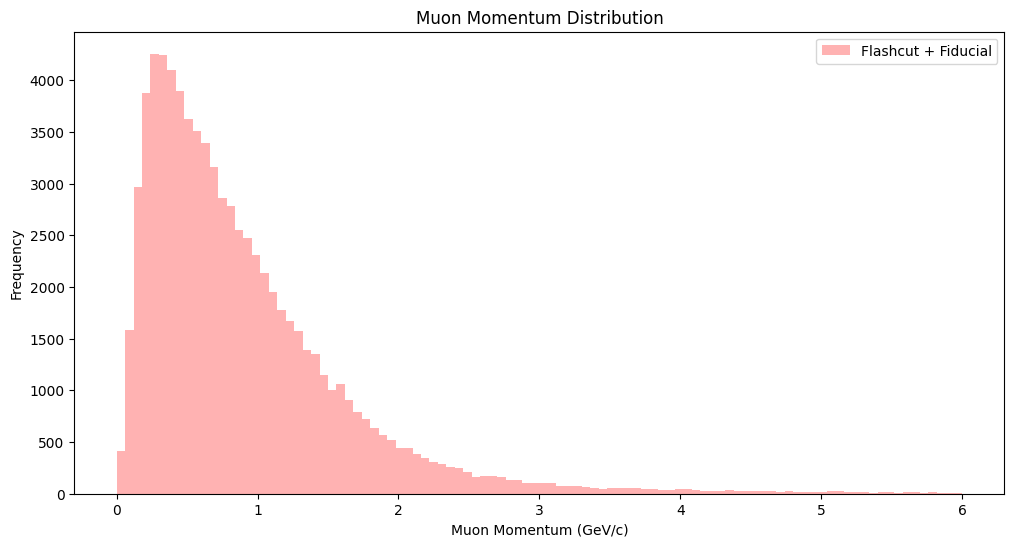 Muon Momentum Distribution
Flashcut + Fiducial
Frequency
4000
3500
3000
2500
2000
1500
1000
500
0
0 1 2 3 4 5 6
Muon Momentum (GeV/c)